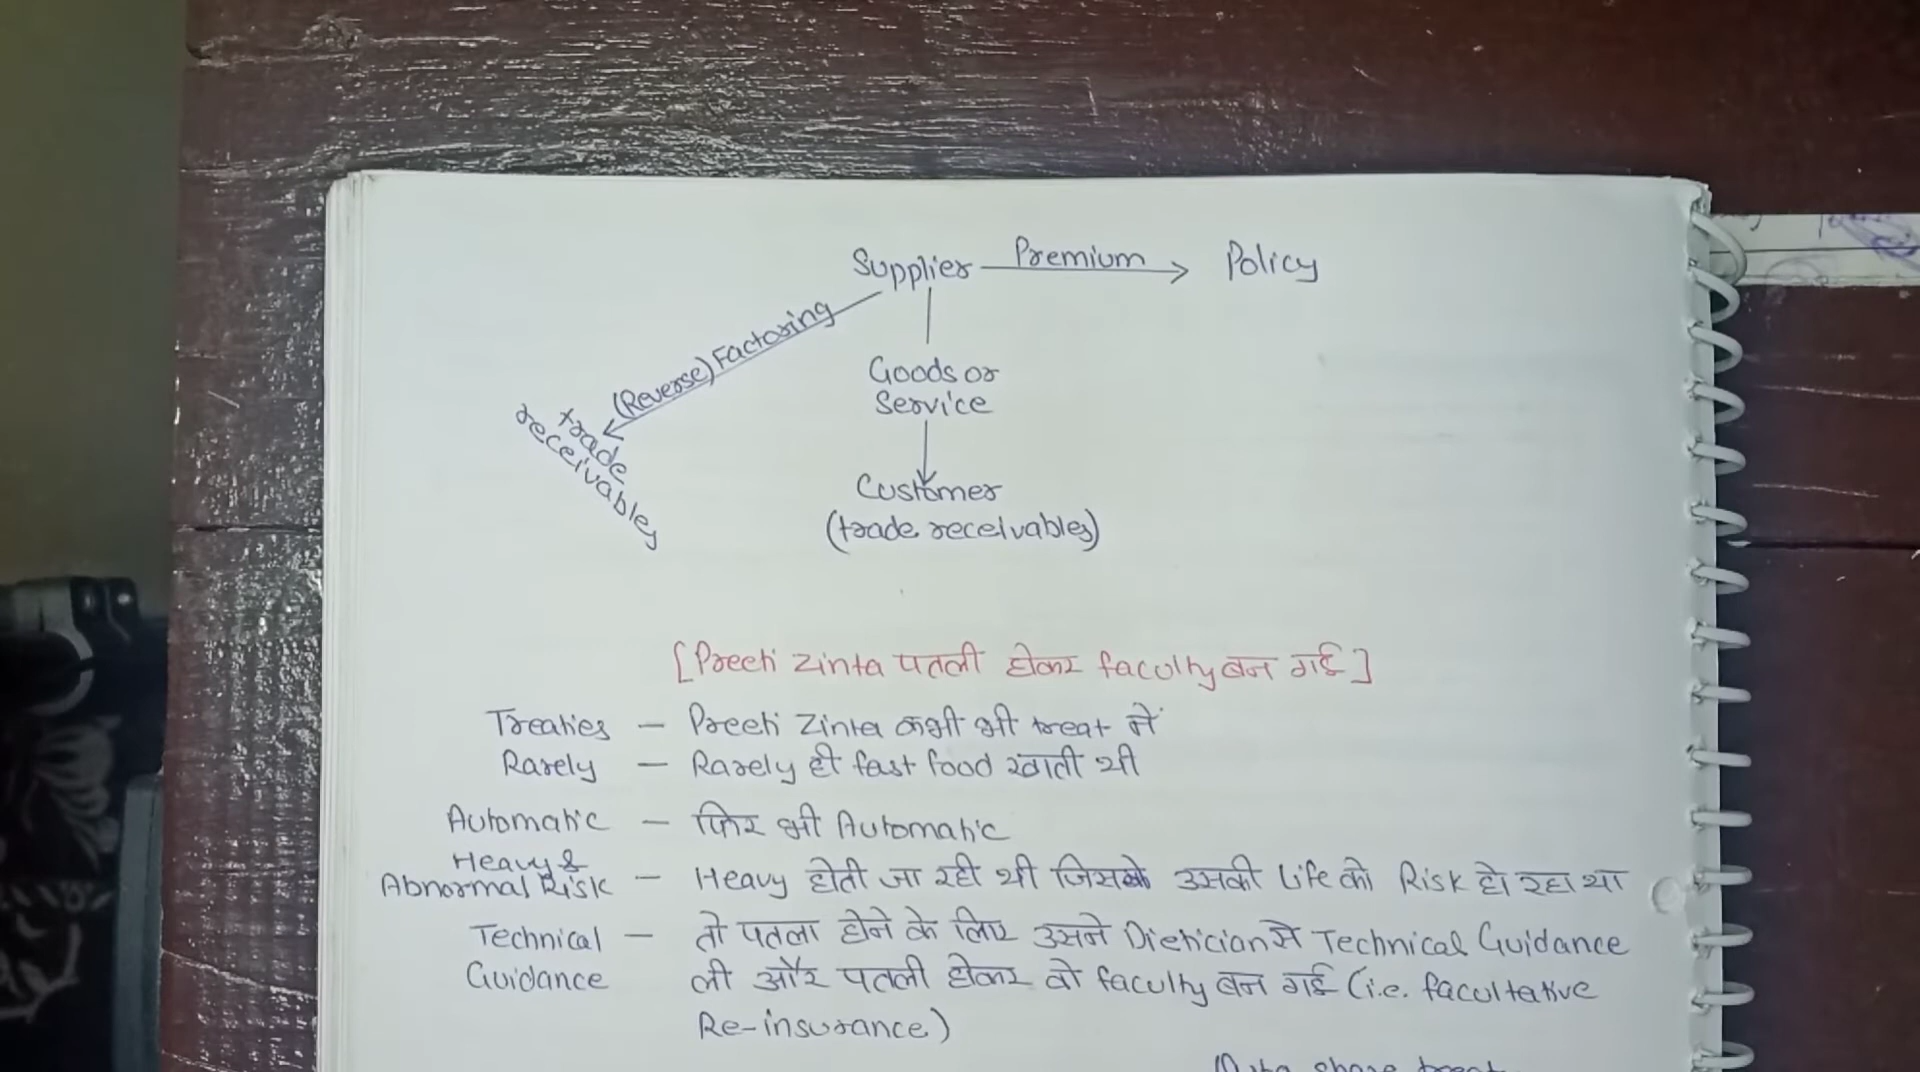 Supplier Premium Policy
(Reverse) Factoring
Goods or
Service
trade
receivables
Customer
(trade receivables)
[Preeti Zinta पतली होकर faculty बन गई]
Treaties – Preeti Zinta कभी भी treat में
Rarely – Rarely ही fast food खाती थी
Automatic – फिर भी Automatic
Heavy &
Abnormal Risk – Heavy होती जा रही थी जिससे उसकी life को Risk हो रहा था
Technical – तो पतला होने के लिए उसने Dietician से Technical Guidance
Guidance ली और पतली होकर वो faculty बन गई (i.e. facultative
Re-insurance)